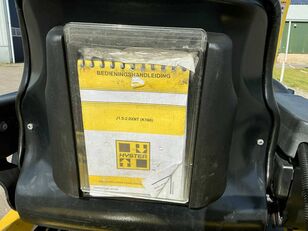 BEDIENINGSHANDLEIDING
J1.5-2.0XNT (K160)
HYSTER